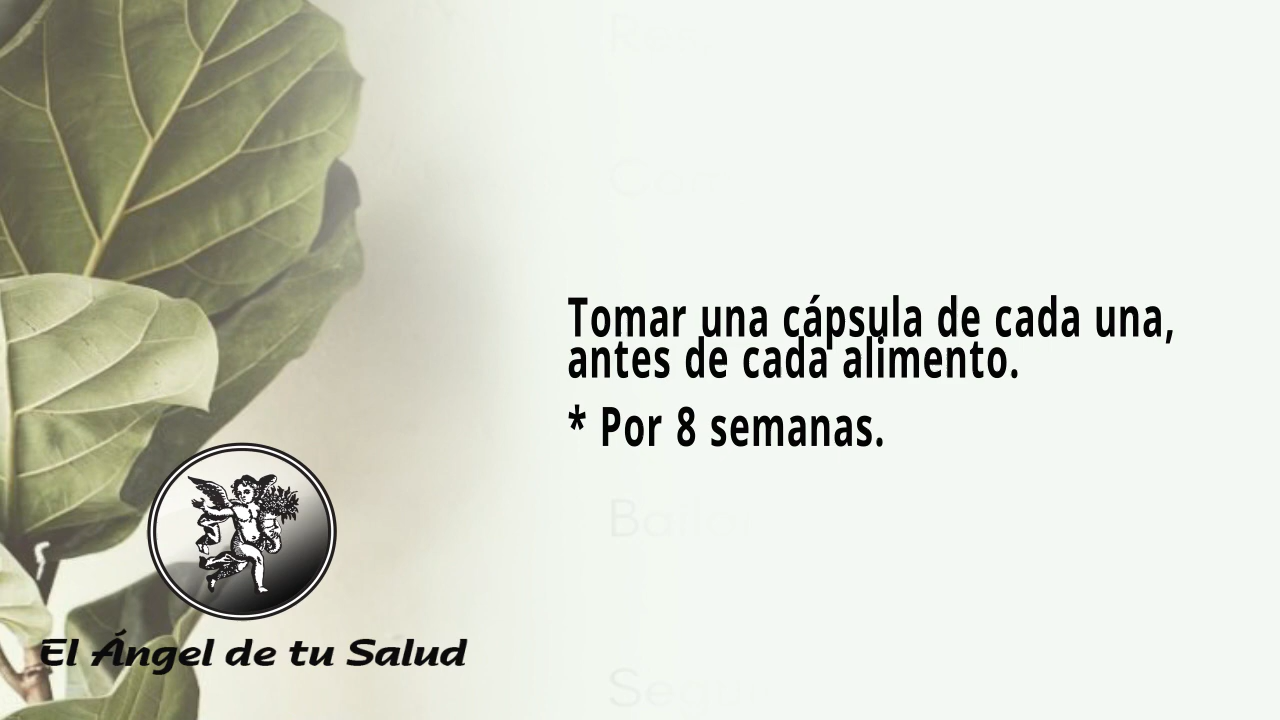 Tomar una cápsula de cada una,
antes de cada alimento.
* Por 8 semanas.
El Ángel de tu Salud